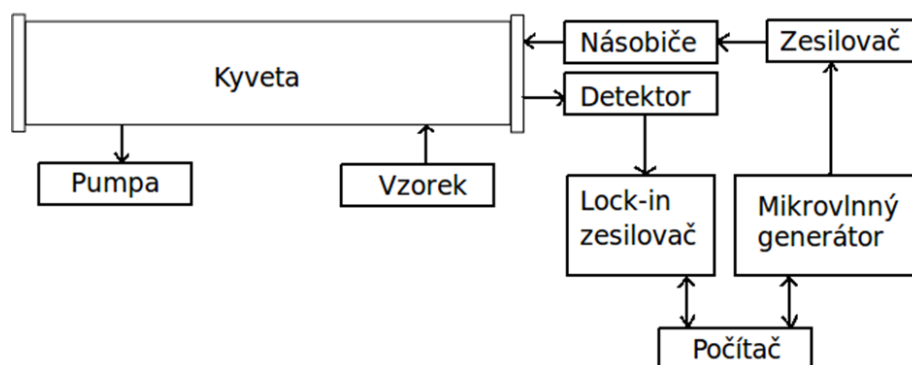 Násobiče
Zesilovač
Kyveta
Detektor
Pumpa
Vzorek
Lock-in
zesilovač
Mikrovlnný
generátor
Počítač